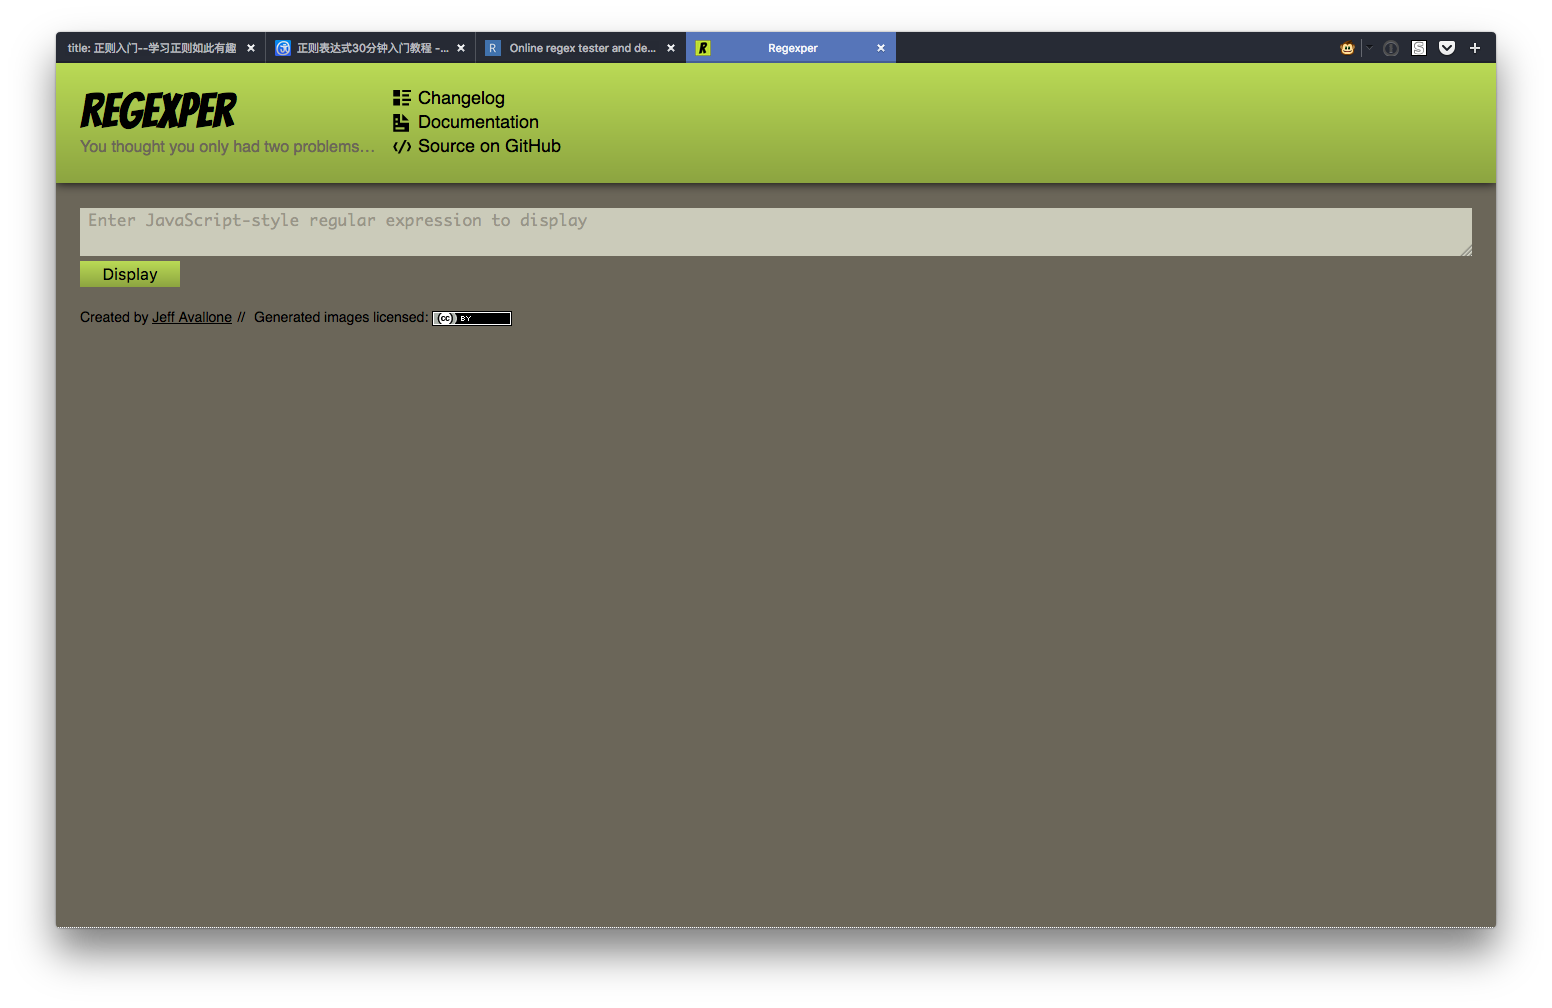 title: 正则入门--学习正则如此有趣
正则表达式30分钟入门教程 -...
R Online regex tester and de...
R Regexper
REGEXPER
You thought you only had two problems...
Changelog
Documentation
Source on GitHub
Enter JavaScript-style regular expression to display
Display
Created by Jeff Avallone // Generated images licensed: (cc) BY